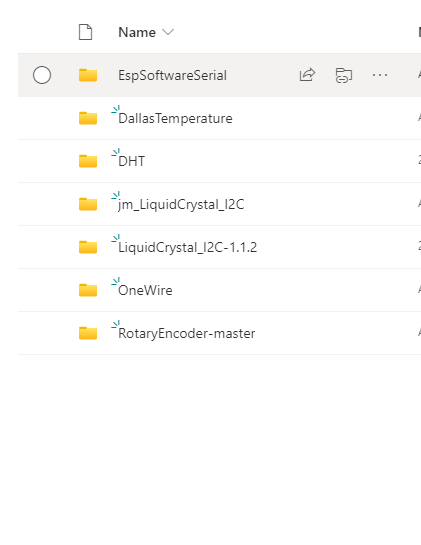 Name
EspSoftwareSerial
DallasTemperature
DHT
jm_LiquidCrystal_I2C
LiquidCrystal_I2C-1.1.2
OneWire
RotaryEncoder-master